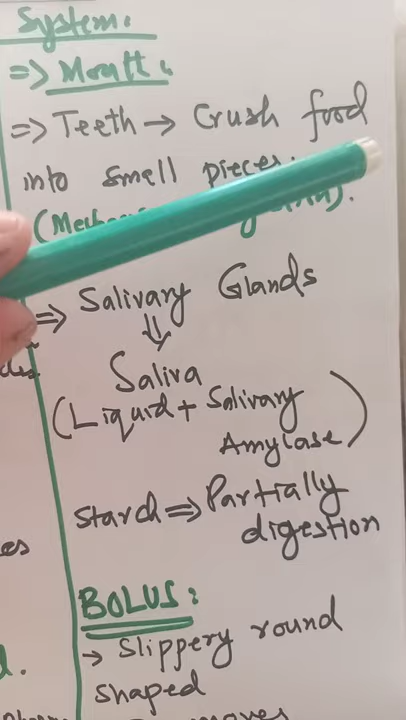 System:
=> Mouth:
=> Teeth → Crush food
into small pieces.
=> Salivary Glands
⇓
Saliva
(Liquid + Salivary
Amylase)
Starch => Partially
digestion
BOLUS:
→ Slippery round
shaped